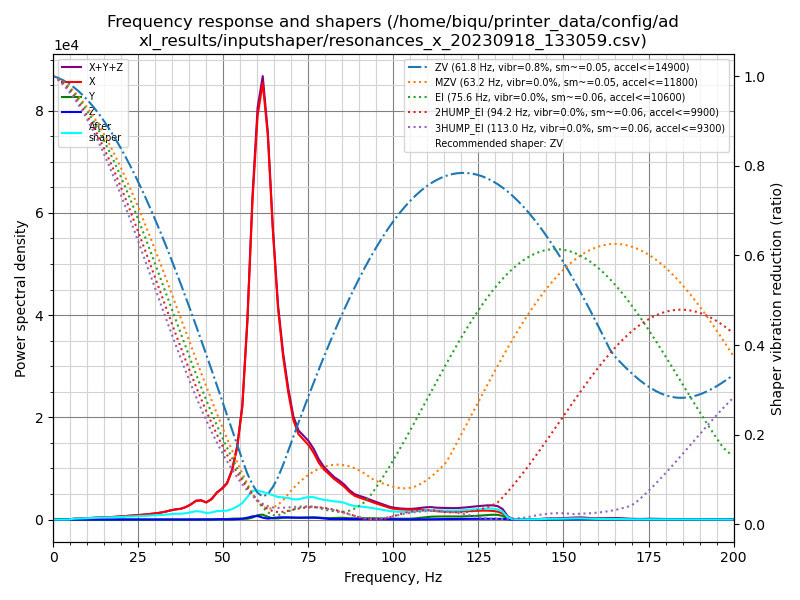 Frequency response and shapers (/home/biqu/printer_data/config/ad
xl_results/inputshaper/resonances_x_20230918_133059.csv)
1e4
X+Y+Z
X
Y
Z
After
shaper
ZV (61.8 Hz, vibr=0.8%, sm~=0.05, accel<=14900)
MZV (63.2 Hz, vibr=0.0%, sm~=0.05, accel<=11800)
EI (75.6 Hz, vibr=0.0%, sm~=0.06, accel<=10600)
2HUMP_EI (94.2 Hz, vibr=0.0%, sm~=0.06, accel<=9900)
3HUMP_EI (113.0 Hz, vibr=0.0%, sm~=0.06, accel<=9300)
Recommended shaper: ZV
Power spectral density
8
6
4
2
0
1.0
0.8
0.6
0.4
0.2
0.0
Shaper vibration reduction (ratio)
0 25 50 75 100 125 150 175 200
Frequency, Hz